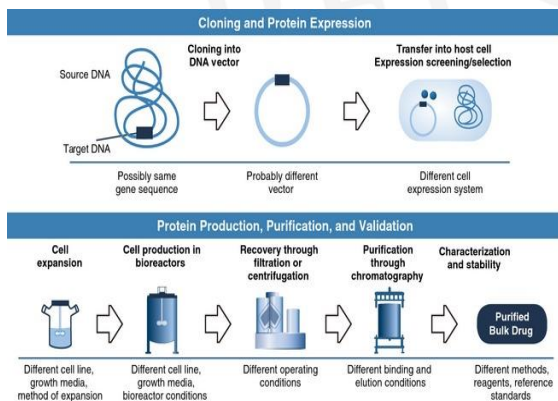 Cloning and Protein Expression
Cloning into
DNA vector
Transfer into host cell
Expression screening/selection
Source DNA
Target DNA
Possibly same
gene sequence
Probably different
vector
Different cell
expression system
Protein Production, Purification, and Validation
Cell
expansion
Cell production in
bioreactors
Recovery through
filtration or
centrifugation
Purification
through
chromatography
Characterization
and stability
Purified
Bulk Drug
Different cell line,
growth media,
method of expansion
Different cell line,
growth media,
bioreactor conditions
Different operating
conditions
Different binding and
elution conditions
Different methods,
reagents, reference
standards